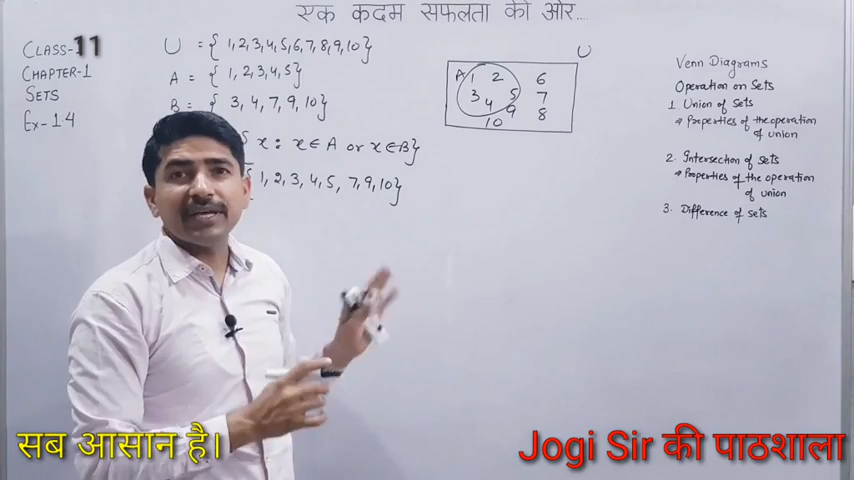 एक कदम सफलता की ओर...
CLASS-11
CHAPTER-1
SETS
Ex-1.4
U = { 1,2,3,4,5,6,7,8,9,10}
A = { 1,2,3,4,5}
B = { 3, 4, 7, 9, 10}
x : x ∈ A or x ∈ B}
1, 2, 3, 4, 5, 7, 9, 10}
U
A 1 2 6
3 5 7
4 9 8
10
Venn Diagrams
Operation on Sets
1. Union of Sets
→ Properties of the operation
of union
2. Intersection of sets
→ Properties of the operation
of union
3. Difference of sets
सब आसान है।
Jogi Sir की पाठशाला